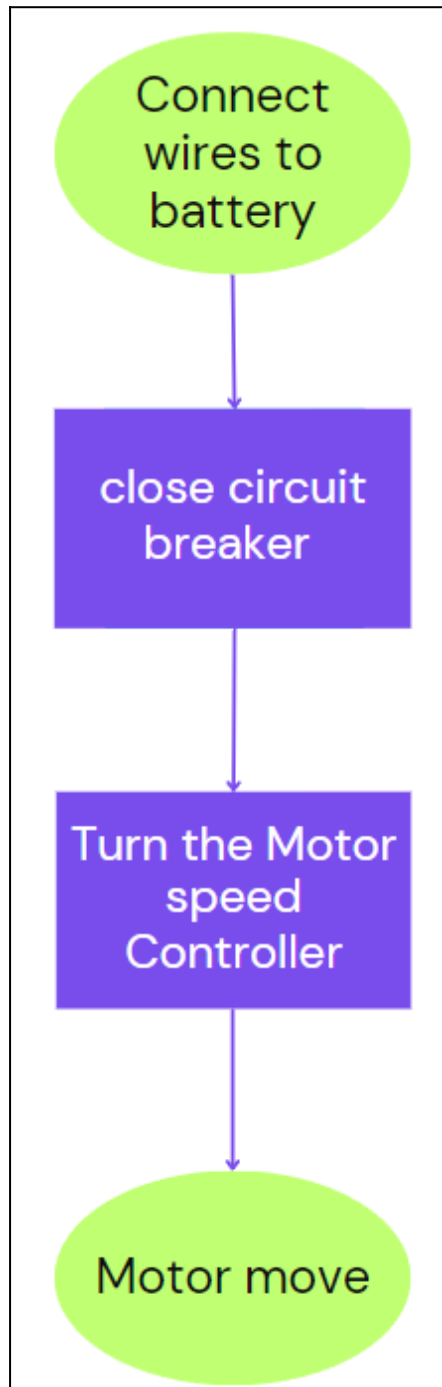 Connect
wires to
battery
close circuit
breaker
Turn the Motor
speed
Controller
Motor move